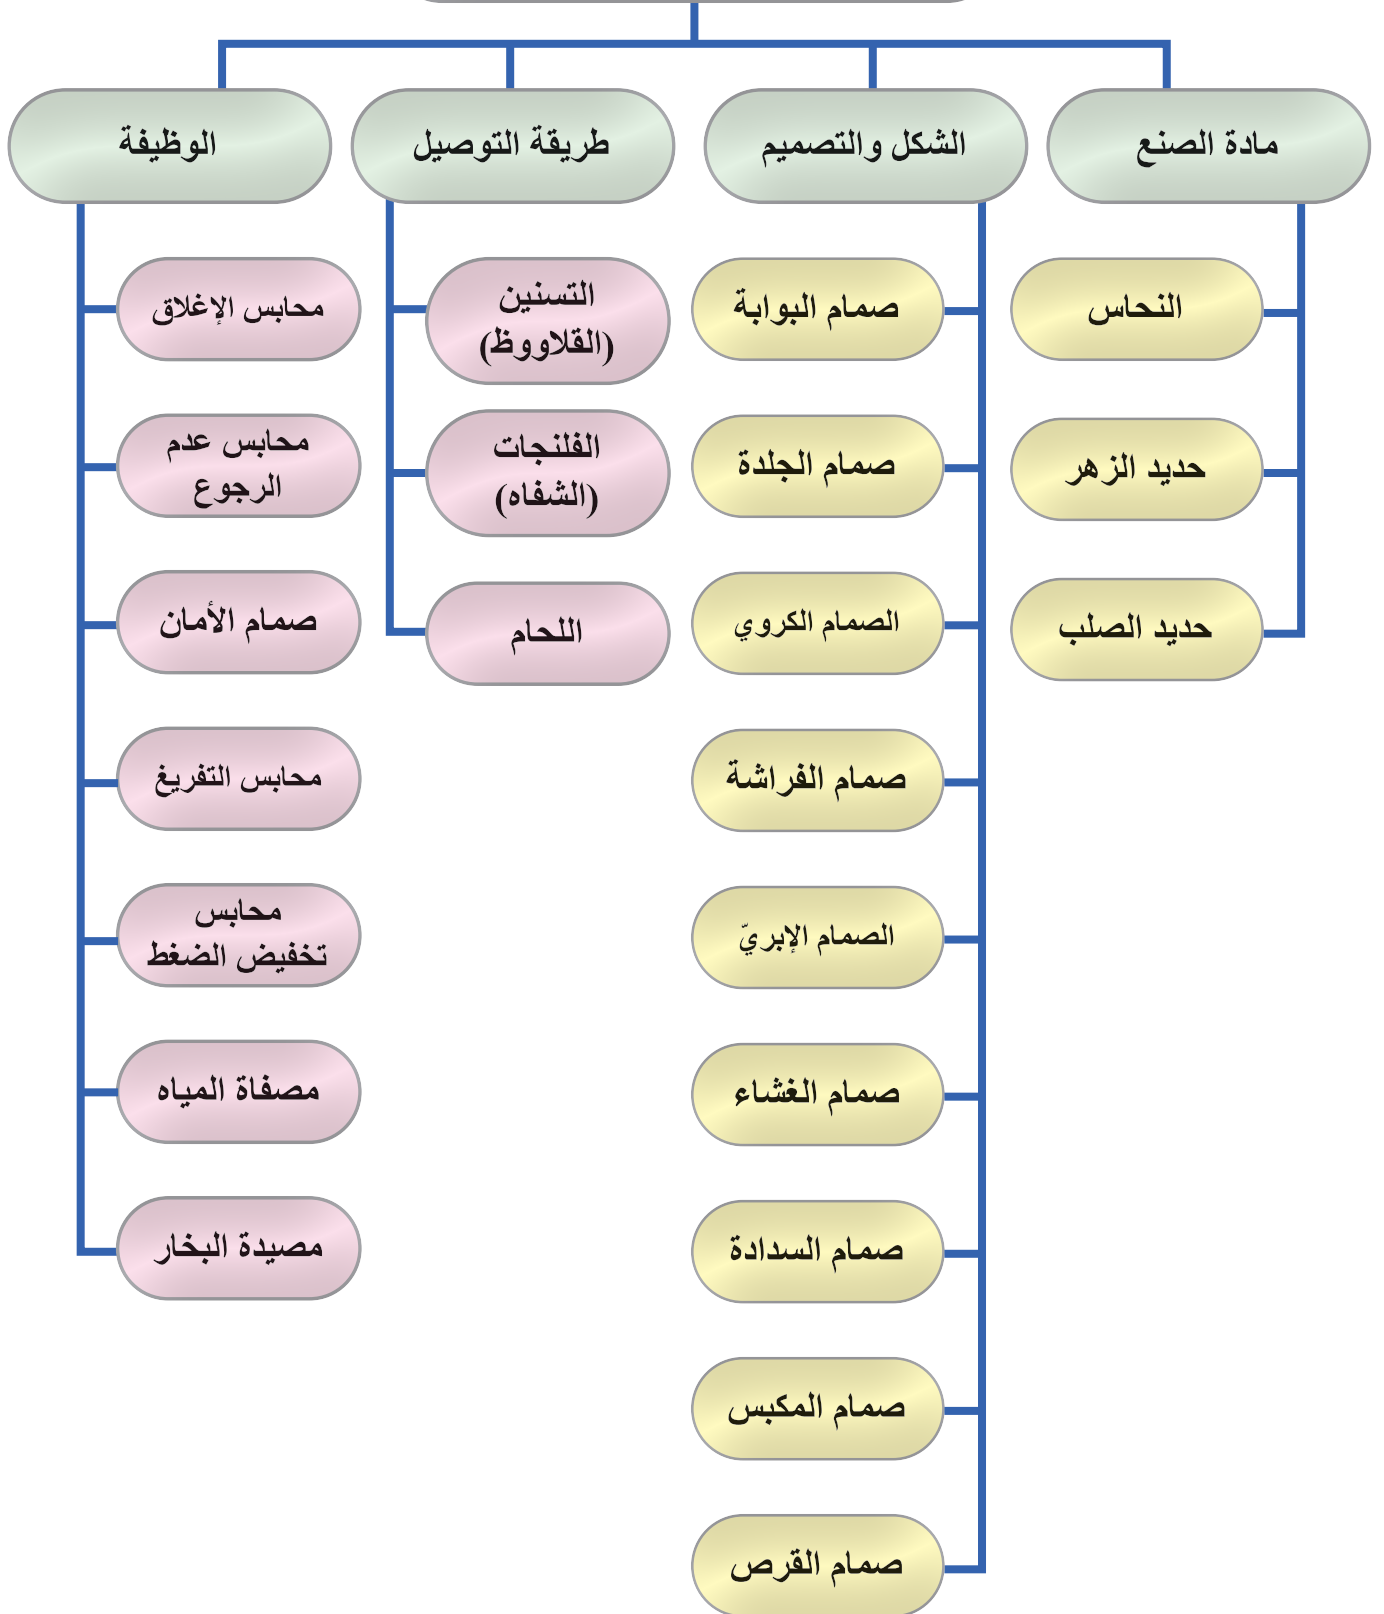 مادة الصنع
النحاس
حديد الزهر
حديد الصلب
الشكل والتصميم
صمام البوابة
صمام الجلدة
الصمام الكروي
صمام الفراشة
الصمام الإبريّ
صمام الغشاء
صمام السدادة
صمام المكبس
صمام القرص
طريقة التوصيل
التسنين
(القلاووظ)
الفلنجات
(الشفاه)
اللحام
الوظيفة
محابس الإغلاق
محابس عدم
الرجوع
صمام الأمان
محابس التفريغ
محابس
تخفيض الضغط
مصفاة المياه
مصيدة البخار